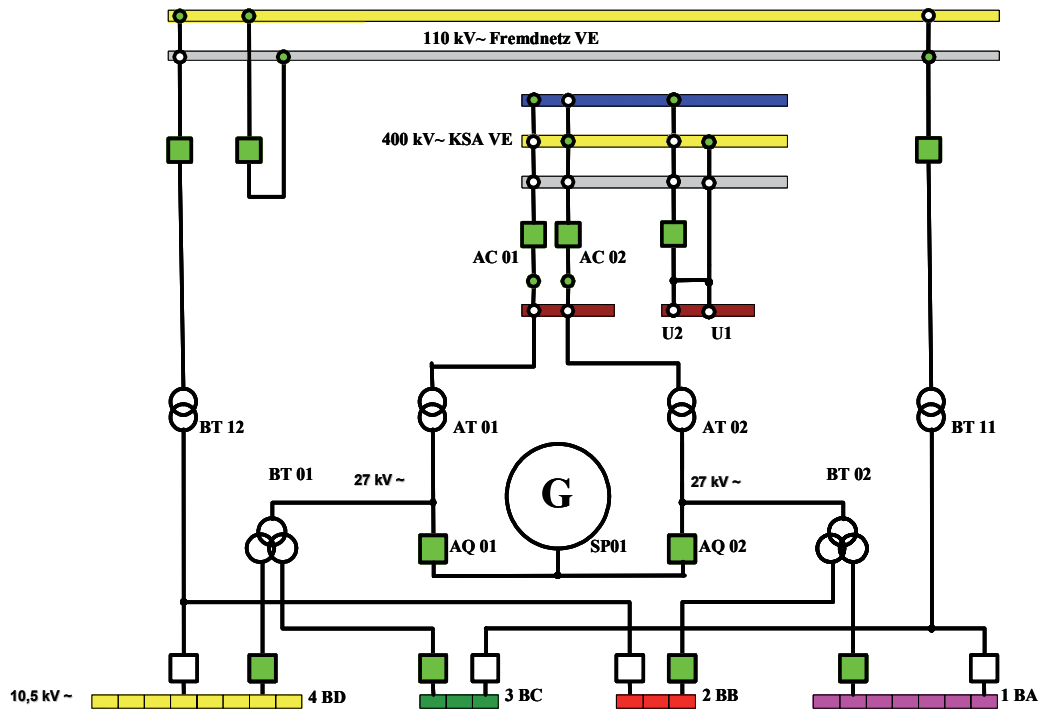 110 kV~ Fremdnetz VE
400 kV~ KSA VE
AC 01
AC 02
U2
U1
BT 12
AT 01
AT 02
BT 11
BT 01
27 kV ~
G
27 kV ~
BT 02
AQ 01
SP01
AQ 02
10,5 kV ~
4 BD
3 BC
2 BB
1 BA